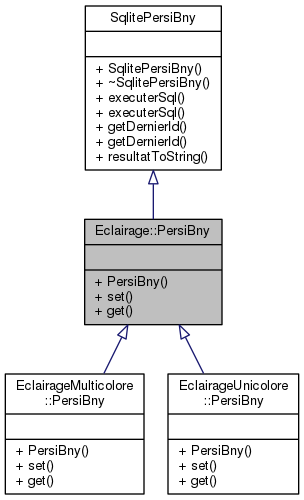 SqlitePersiBny
+ SqlitePersiBny()
+ ~SqlitePersiBny()
+ executerSql()
+ executerSql()
+ getDernierId()
+ getDernierId()
+ resultatToString()
Eclairage::PersiBny
+ PersiBny()
+ set()
+ get()
EclairageMulticolore
::PersiBny
+ PersiBny()
+ set()
+ get()
EclairageUnicolore
::PersiBny
+ PersiBny()
+ set()
+ get()